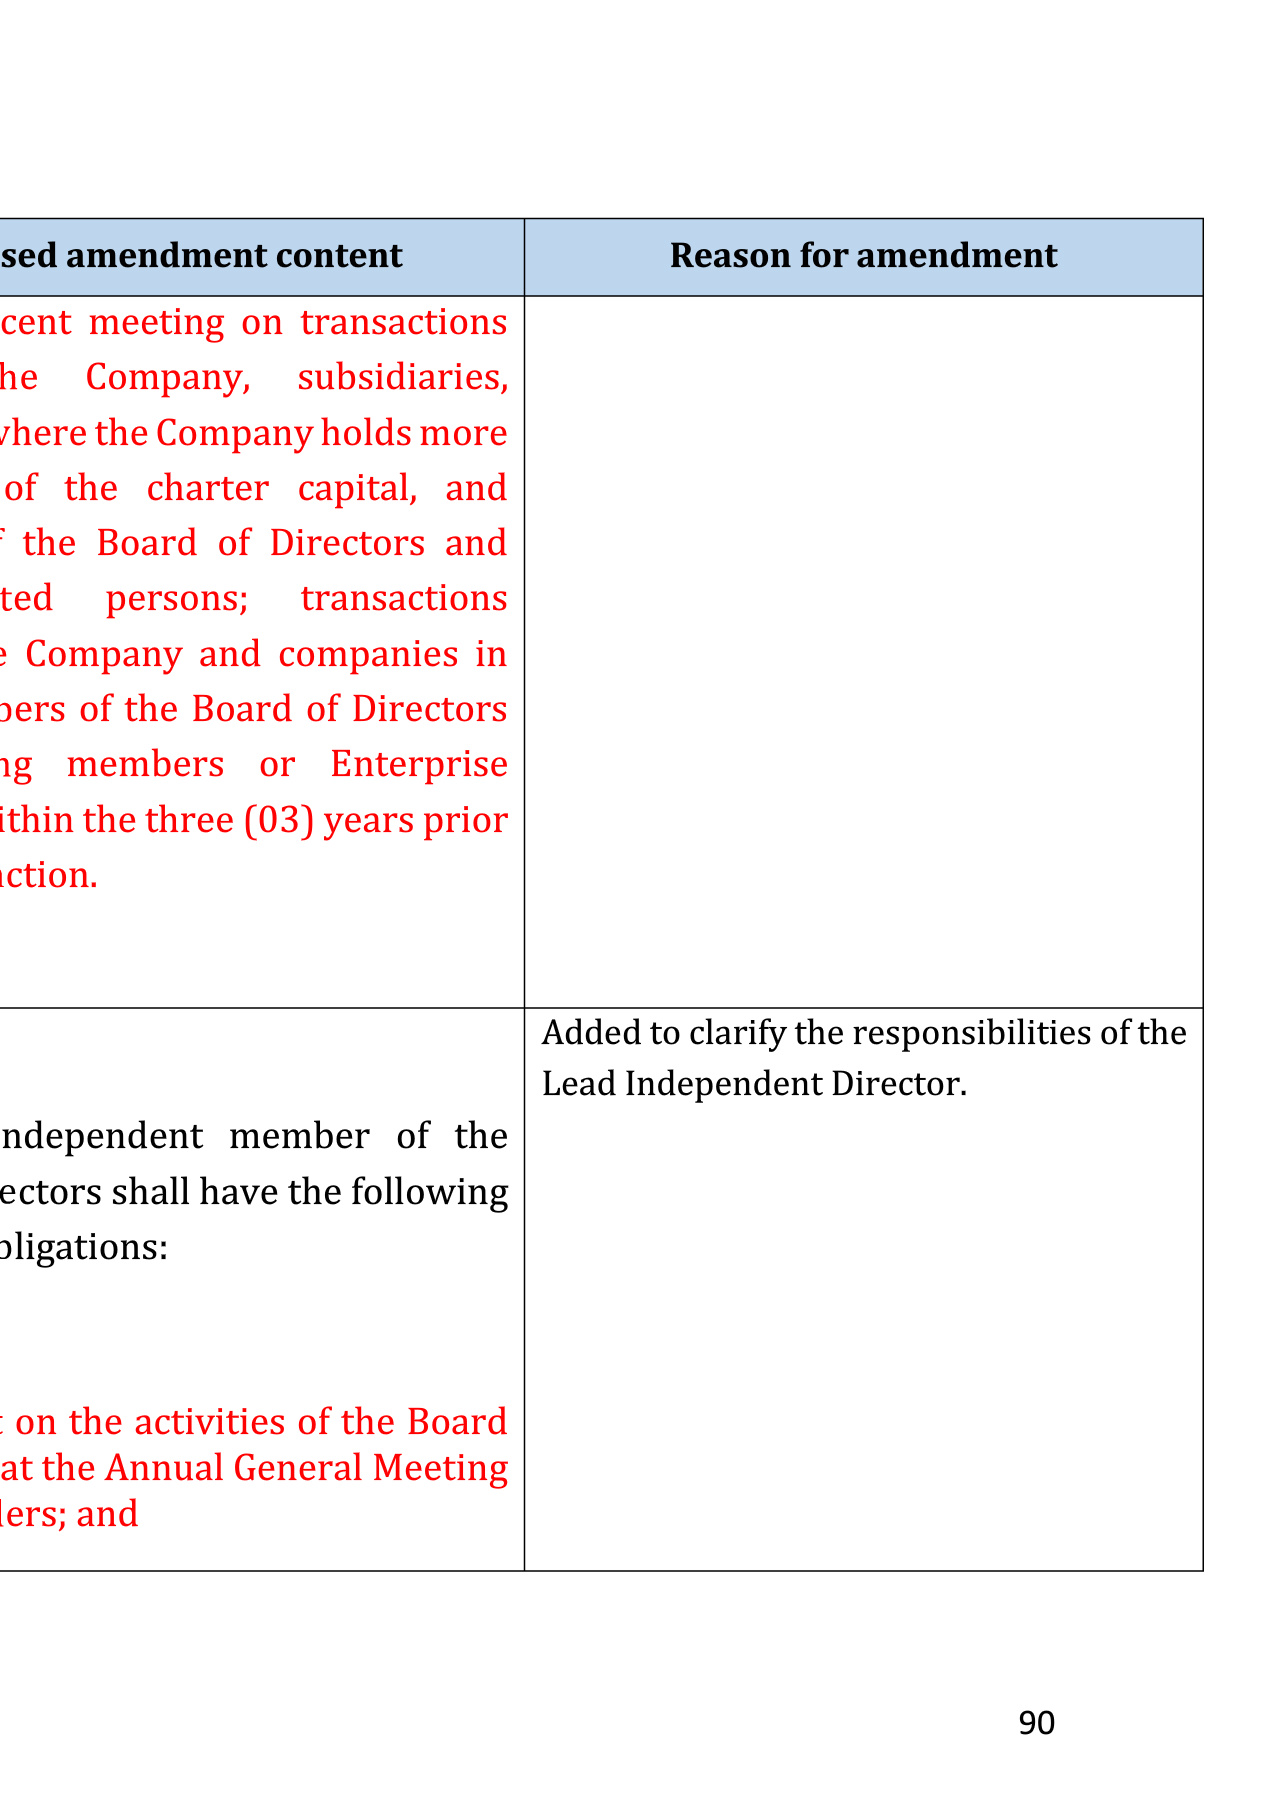 sed amendment content
Reason for amendment
cent meeting on transactions
he Company, subsidiaries,
where the Company holds more
of the charter capital, and
f the Board of Directors and
ted persons; transactions
e Company and companies in
bers of the Board of Directors
ng members or Enterprise
ithin the three (03) years prior
action.
Added to clarify the responsibilities of the
Lead Independent Director.
ndependent member of the
ectors shall have the following
bligations:
t on the activities of the Board
at the Annual General Meeting
ders; and
90